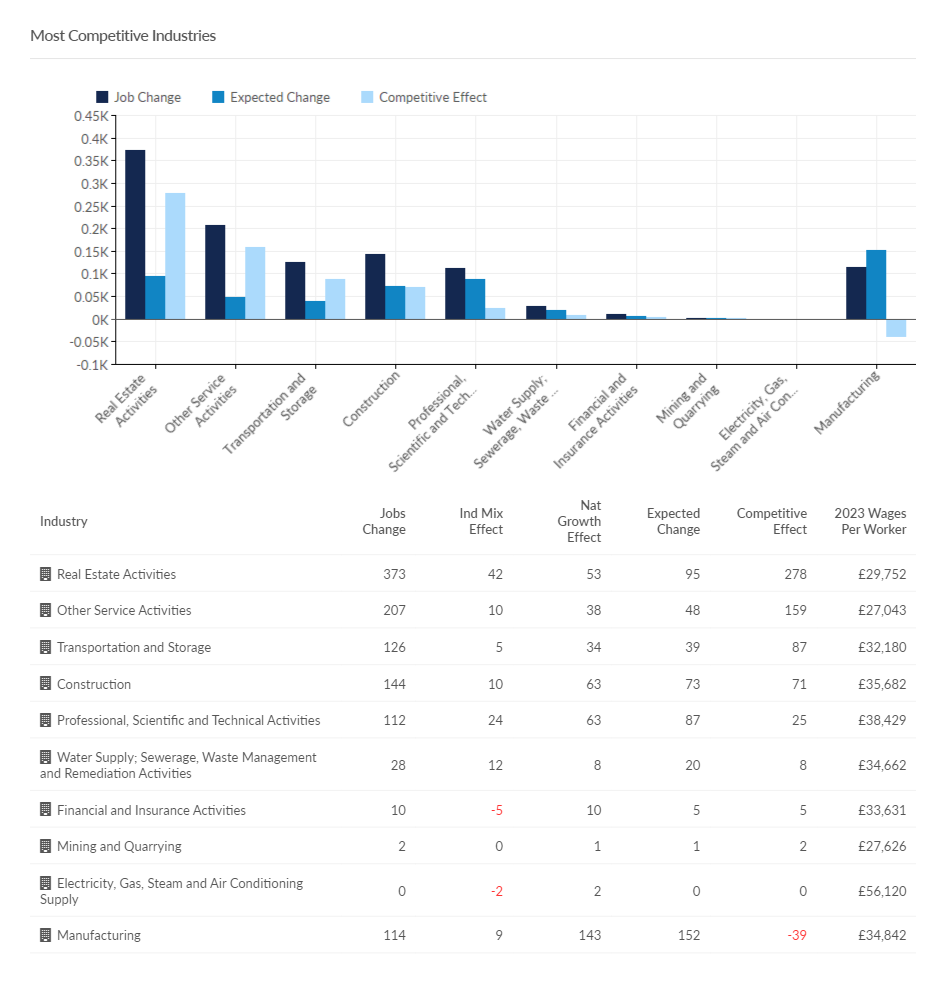 Most Competitive Industries
Job Change Expected Change Competitive Effect
0.45K
0.4K
0.35K
0.3K
0.25K
0.2K
0.15K
0.1K
0.05K
0K
-0.05K
-0.1K
Real Estate
Activities
Other Service
Activities
Transportation and
Storage
Construction
Professional,
Scientific and Tech...
Water Supply;
Sewerage, Waste ...
Financial and
Insurance Activities
Mining and
Quarrying
Electricity, Gas,
Steam and Air Con...
Manufacturing
Industry Jobs Change Ind Mix Effect Nat Growth Effect Expected Change Competitive Effect 2023 Wages Per Worker
Real Estate Activities 373 42 53 95 278 £29,752
Other Service Activities 207 10 38 48 159 £27,043
Transportation and Storage 126 5 34 39 87 £32,180
Construction 144 10 63 73 71 £35,682
Professional, Scientific and Technical Activities 112 24 63 87 25 £38,429
Water Supply; Sewerage, Waste Management
and Remediation Activities 28 12 8 20 8 £34,662
Financial and Insurance Activities 10 -5 10 5 5 £33,631
Mining and Quarrying 2 0 1 1 2 £27,626
Electricity, Gas, Steam and Air Conditioning
Supply 0 -2 2 0 0 £56,120
Manufacturing 114 9 143 152 -39 £34,842